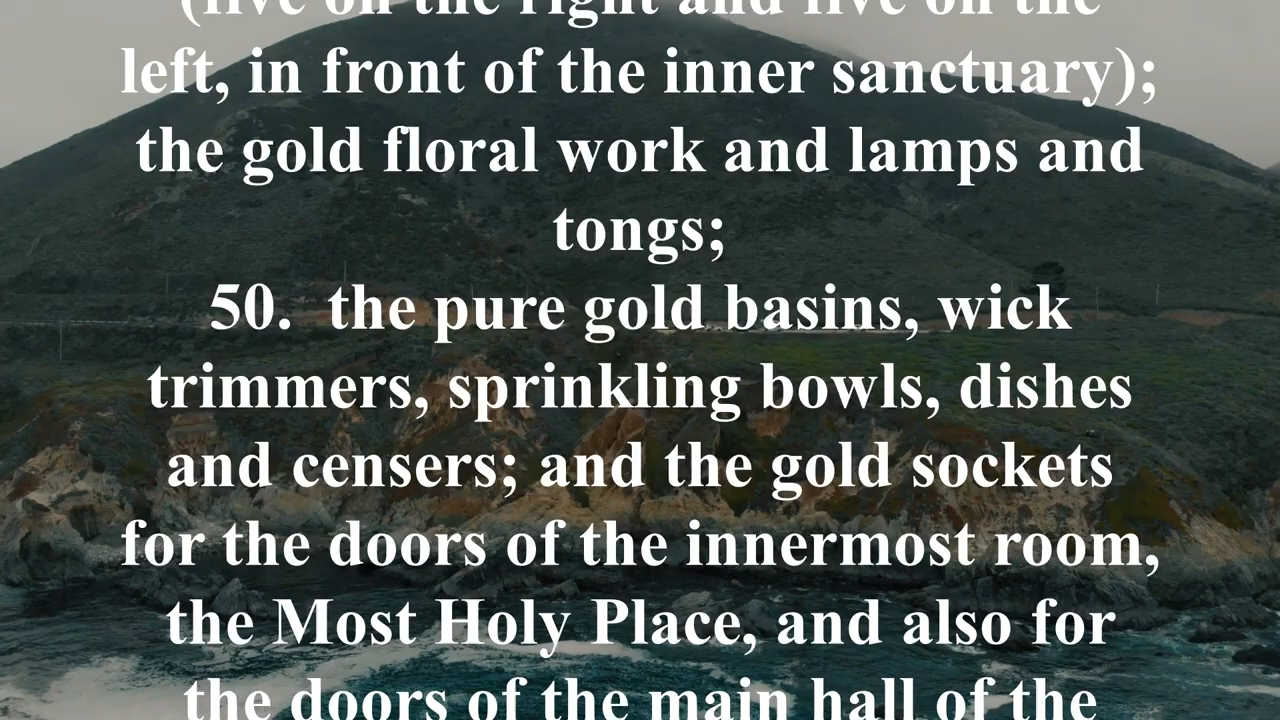 (five on the right and five on the
left, in front of the inner sanctuary);
the gold floral work and lamps and
tongs;
50. the pure gold basins, wick
trimmers, sprinkling bowls, dishes
and censers; and the gold sockets
for the doors of the innermost room,
the Most Holy Place, and also for
the doors of the main hall of the